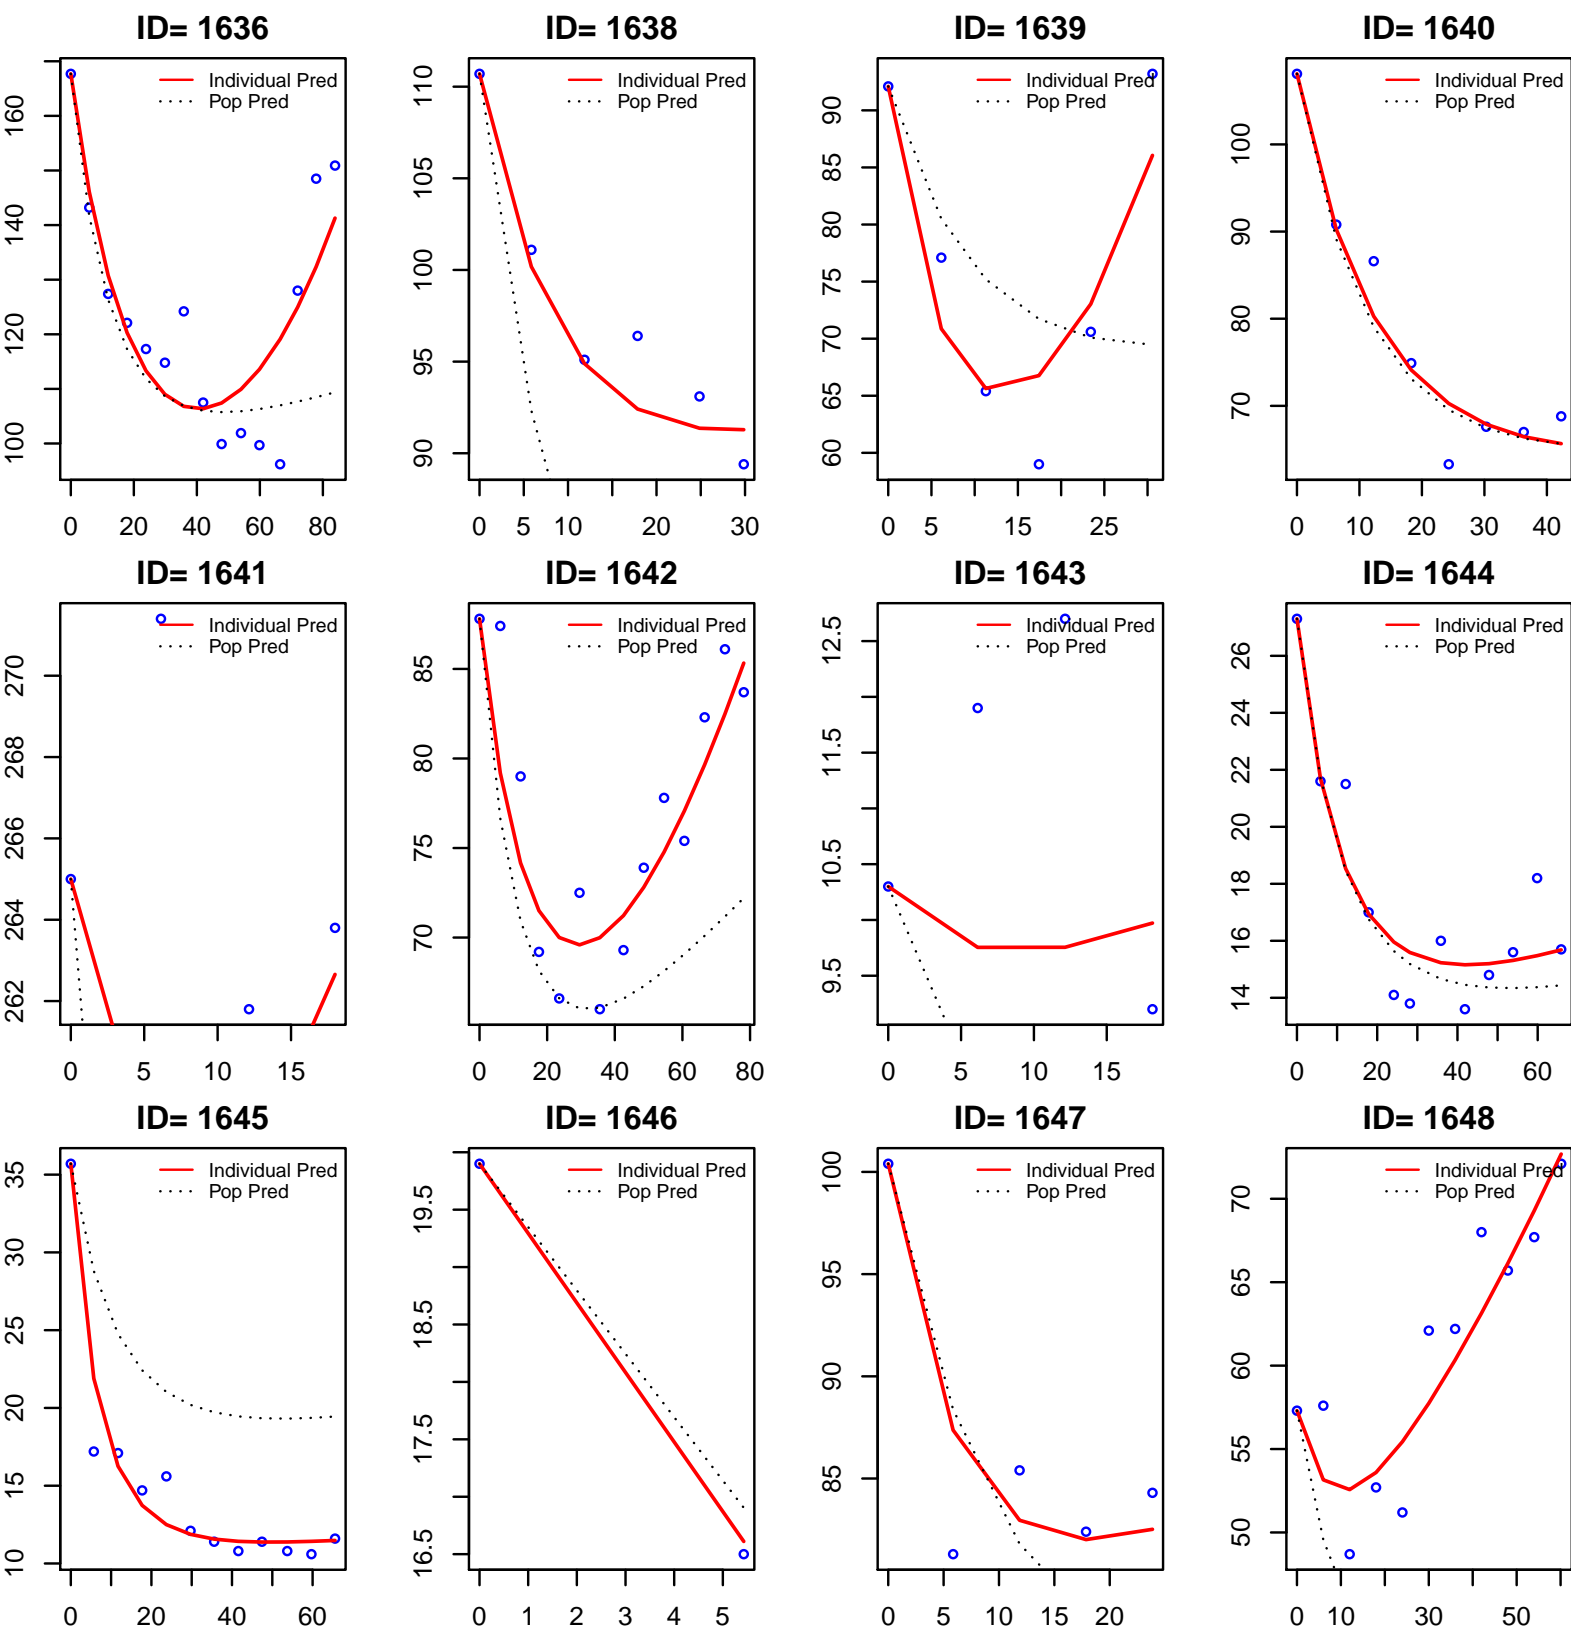 ID= 1636
Individual Pred
Pop Pred
100 120 140 160
0 20 40 60 80
ID= 1638
Individual Pred
Pop Pred
90 95 100 105 110
0 5 10 20 30
ID= 1639
Individual Pred
Pop Pred
60 65 70 75 80 85 90
0 5 15 25
ID= 1640
Individual Pred
Pop Pred
70 80 90 100
0 10 20 30 40
ID= 1641
Individual Pred
Pop Pred
262 264 266 268 270
0 5 10 15
ID= 1642
Individual Pred
Pop Pred
70 75 80 85
0 20 40 60 80
ID= 1643
Individual Pred
Pop Pred
9.5 10.5 11.5 12.5
0 5 10 15
ID= 1644
Individual Pred
Pop Pred
14 16 18 20 22 24 26
0 20 40 60
ID= 1645
Individual Pred
Pop Pred
10 15 20 25 30 35
0 20 40 60
ID= 1646
Individual Pred
Pop Pred
16.5 17.5 18.5 19.5
0 1 2 3 4 5
ID= 1647
Individual Pred
Pop Pred
85 90 95 100
0 5 10 15 20
ID= 1648
Individual Pred
Pop Pred
50 55 60 65 70
0 10 30 50